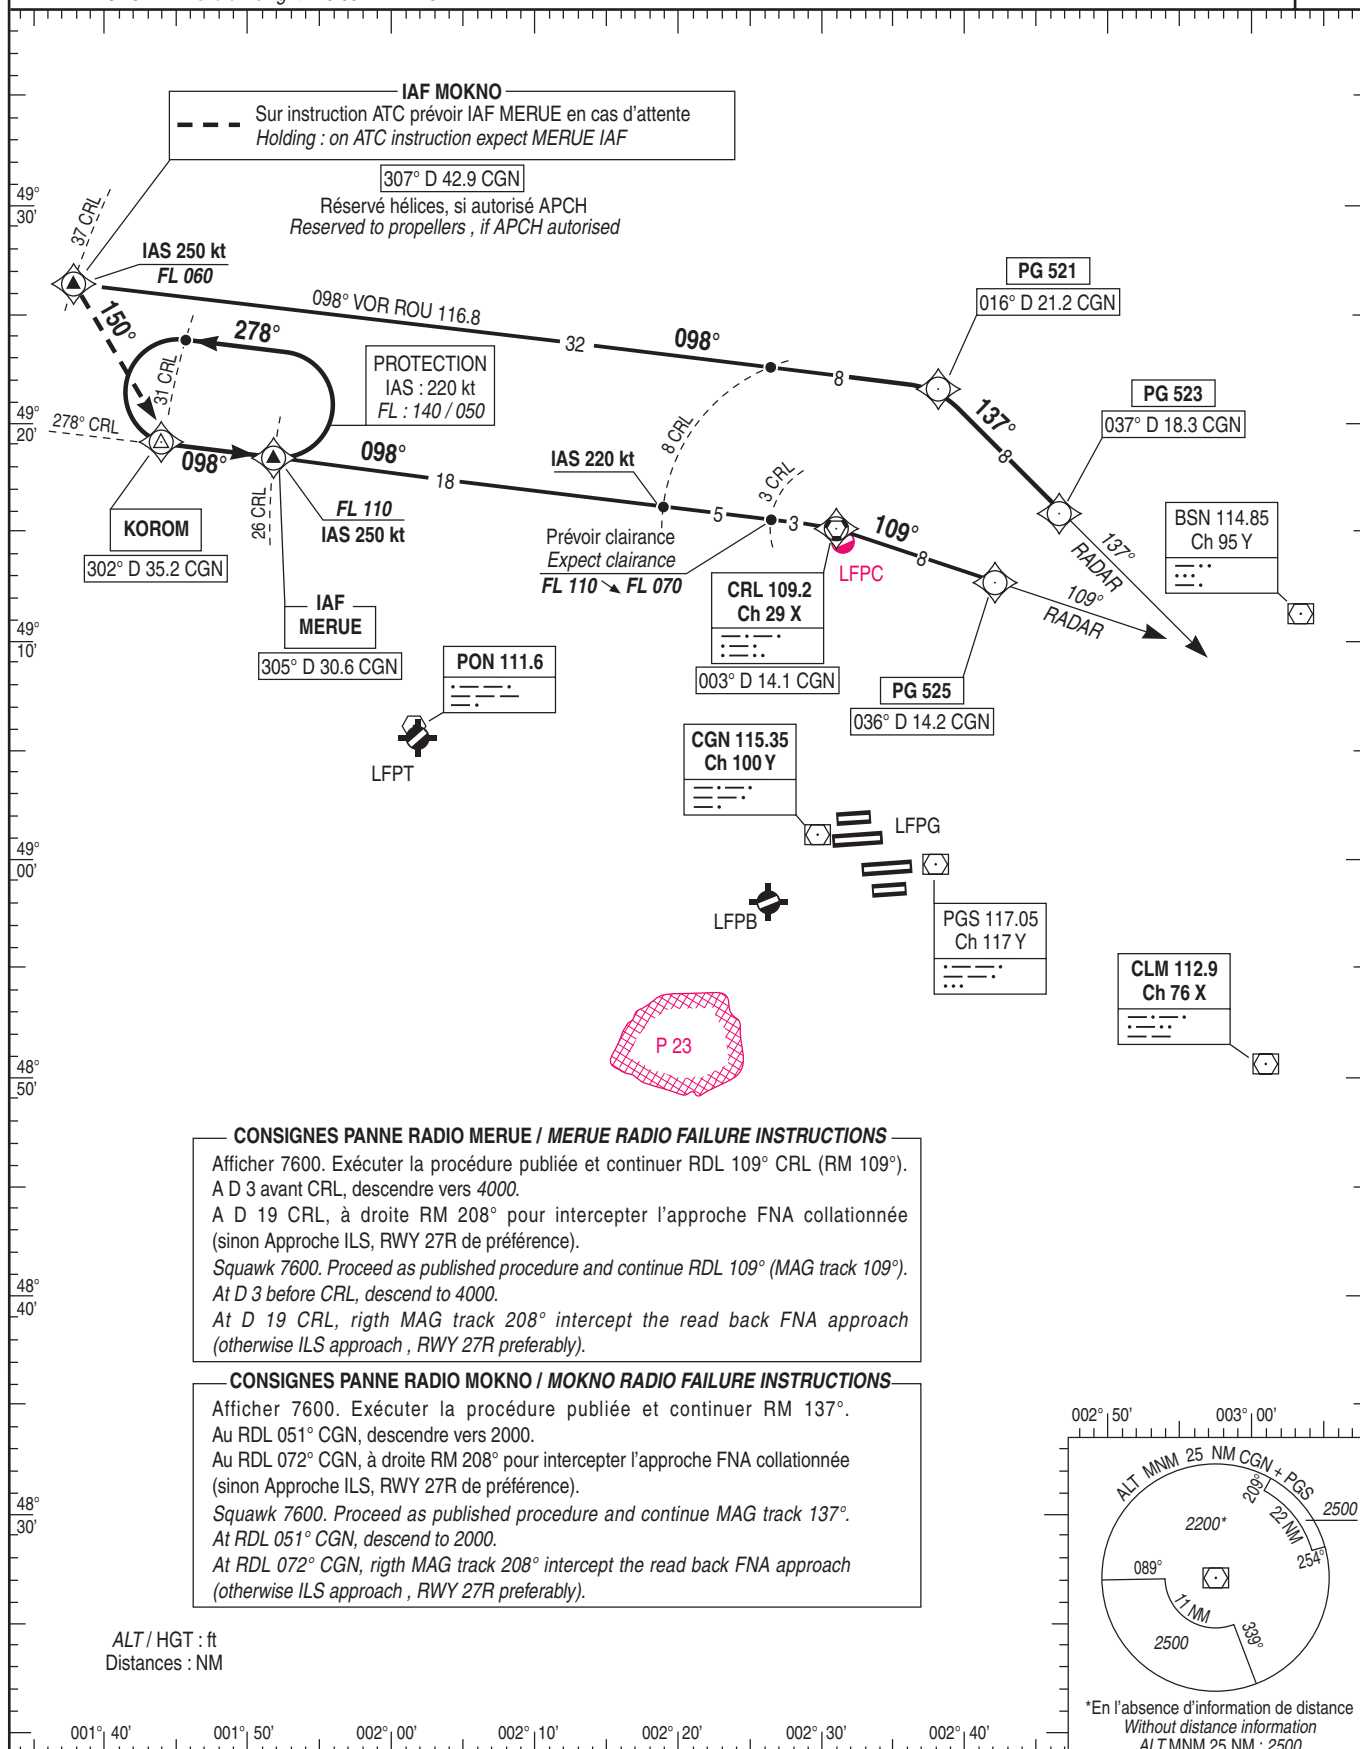 IAF MOKNO
Sur instruction ATC prévoir IAF MERUE en cas d'attente
Holding : on ATC instruction expect MERUE IAF
307° D 42.9 CGN
Réservé hélices, si autorisé APCH
Reserved to propellers , if APCH autorised
49°
30'
37 CRL
IAS 250 kt
FL 060
150°
098° VOR ROU 116.8
32
098°
8
PG 521
016° D 21.2 CGN
137°
8
PG 523
037° D 18.3 CGN
278°
31 CRL
PROTECTION
IAS : 220 kt
FL : 140 / 050
49°
20'
278° CRL
098°
098°
18
8 CRL
IAS 220 kt
3 CRL
5
3
109°
8
137°
RADAR
109°
RADAR
BSN 114.85
Ch 95 Y
KOROM
302° D 35.2 CGN
26 CRL
FL 110
IAS 250 kt
Prévoir clairance
Expect clairance
FL 110 ↘ FL 070
LFPC
CRL 109.2
Ch 29 X
003° D 14.1 CGN
IAF
MERUE
305° D 30.6 CGN
49°
10'
PON 111.6
PG 525
036° D 14.2 CGN
LFPT
CGN 115.35
Ch 100 Y
LFPG
49°
00'
LFPB
PGS 117.05
Ch 117 Y
CLM 112.9
Ch 76 X
P 23
48°
50'
CONSIGNES PANNE RADIO MERUE / MERUE RADIO FAILURE INSTRUCTIONS
Afficher 7600. Exécuter la procédure publiée et continuer RDL 109° CRL (RM 109°).
A D 3 avant CRL, descendre vers 4000.
A D 19 CRL, à droite RM 208° pour intercepter l'approche FNA collationnée
(sinon Approche ILS, RWY 27R de préférence).
Squawk 7600. Proceed as published procedure and continue RDL 109° (MAG track 109°).
At D 3 before CRL, descend to 4000.
At D 19 CRL, rigth MAG track 208° intercept the read back FNA approach
(otherwise ILS approach , RWY 27R preferably).
48°
40'
CONSIGNES PANNE RADIO MOKNO / MOKNO RADIO FAILURE INSTRUCTIONS
Afficher 7600. Exécuter la procédure publiée et continuer RM 137°.
Au RDL 051° CGN, descendre vers 2000.
Au RDL 072° CGN, à droite RM 208° pour intercepter l'approche FNA collationnée
(sinon Approche ILS, RWY 27R de préférence).
Squawk 7600. Proceed as published procedure and continue MAG track 137°.
At RDL 051° CGN, descend to 2000.
At RDL 072° CGN, rigth MAG track 208° intercept the read back FNA approach
(otherwise ILS approach , RWY 27R preferably).
48°
30'
002° 50' 003° 00'
ALT MNM 25 NM CGN + PGS
209°
22 NM
2500
254°
2200*
089°
11 NM
339°
2500
*En l'absence d'information de distance
Without distance information
ALT MNM 25 NM : 2500
ALT / HGT : ft
Distances : NM
001° 40' 001° 50' 002° 00' 002° 10' 002° 20' 002° 30' 002° 40'